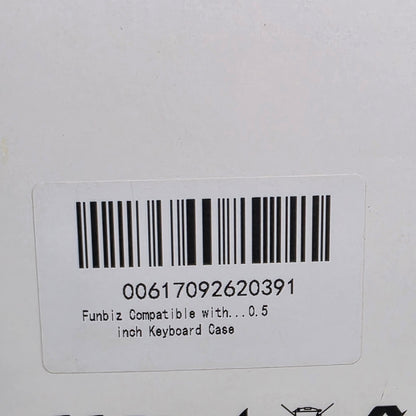 00617092620391
Funbiz Compatible with...0.5
inch Keyboard Case